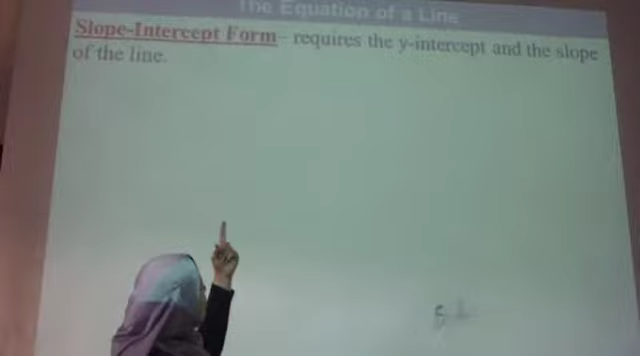 The Equation of a Line
Slope-Intercept Form– requires the y-intercept and the slope
of the line.